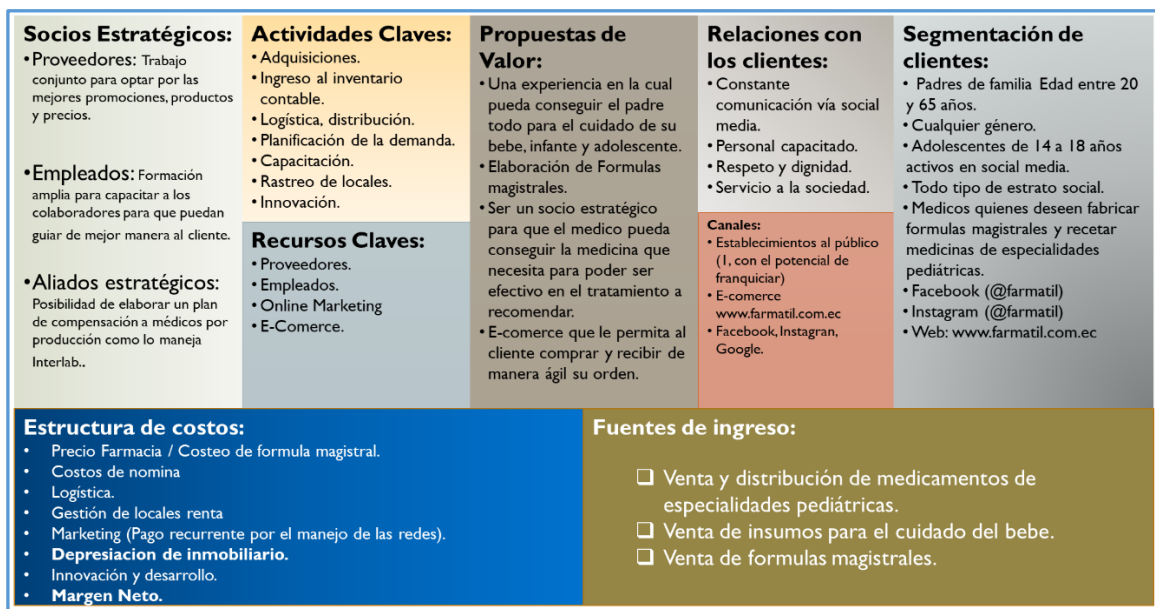 Socios Estratégicos:
• Proveedores: Trabajo
conjunto para optar por las
mejores promociones, productos
y precios.
• Empleados: Formación
amplia para capacitar a los
colaboradores para que puedan
guiar de mejor manera al cliente.
• Aliados estratégicos:
Posibilidad de elaborar un plan
de compensación a médicos por
producción como lo maneja
Interlab..
Actividades Claves:
• Adquisiciones.
• Ingreso al inventario
contable.
• Logística, distribución.
• Planificación de la demanda.
• Capacitación.
• Rastreo de locales.
• Innovación.
Recursos Claves:
• Proveedores.
• Empleados.
• Online Marketing
• E-Comerce.
Propuestas de
Valor:
• Una experiencia en la cual
pueda conseguir el padre
todo para el cuidado de su
bebe, infante y adolescente.
• Elaboración de Formulas
magistrales.
• Ser un socio estratégico
para que el medico pueda
conseguir la medicina que
necesita para poder ser
efectivo en el tratamiento a
recomendar.
• E-comerce que le permita al
cliente comprar y recibir de
manera ágil su orden.
Relaciones con
los clientes:
• Constante
comunicación vía social
media.
• Personal capacitado.
• Respeto y dignidad.
• Servicio a la sociedad.
Canales:
• Establecimientos al público
(1, con el potencial de
franquiciar)
• E-comerce
www.farmatil.com.ec
• Facebook, Instagran,
Google.
Segmentación de
clientes:
• Padres de familia Edad entre 20
y 65 años.
• Cualquier género.
• Adolescentes de 14 a 18 años
activos en social media.
• Todo tipo de estrato social.
• Medicos quienes deseen fabricar
formulas magistrales y recetar
medicinas de especialidades
pediátricas.
• Facebook (@farmatil)
• Instagram (@farmatil)
• Web: www.farmatil.com.ec
Estructura de costos:
• Precio Farmacia / Costeo de formula magistral.
• Costos de nomina
• Logística.
• Gestión de locales renta
• Marketing (Pago recurrente por el manejo de las redes).
• Depresiacion de inmobiliario.
• Innovación y desarrollo.
• Margen Neto.
Fuentes de ingreso:
❑ Venta y distribución de medicamentos de
especialidades pediátricas.
❑ Venta de insumos para el cuidado del bebe.
❑ Venta de formulas magistrales.